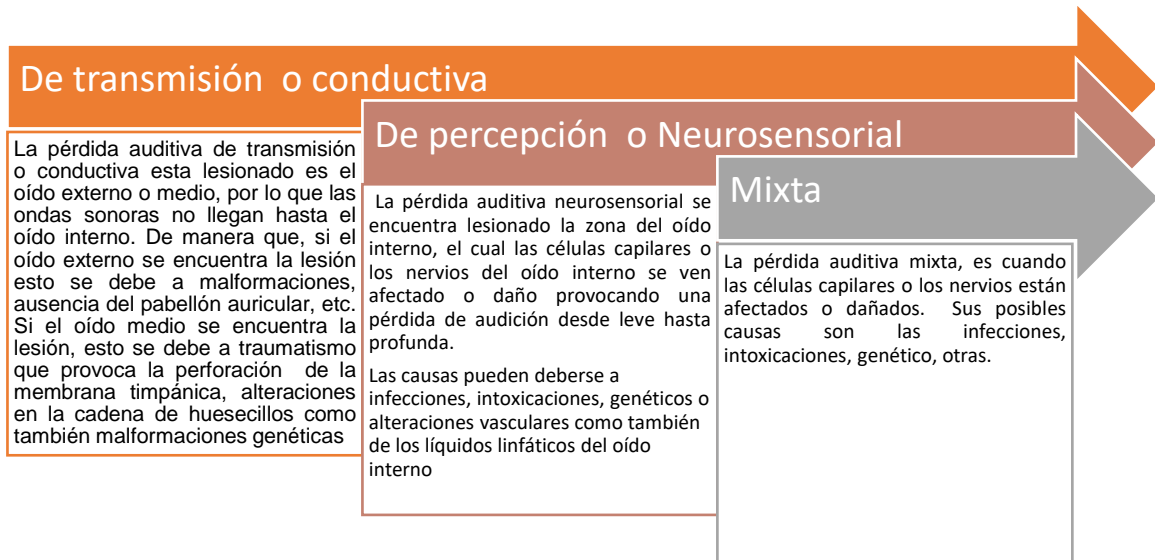 De transmisión o conductiva
La pérdida auditiva de transmisión
o conductiva esta lesionado es el
oído externo o medio, por lo que las
ondas sonoras no llegan hasta el
oído interno. De manera que, si el
oído externo se encuentra la lesión
esto se debe a malformaciones,
ausencia del pabellón auricular, etc.
Si el oído medio se encuentra la
lesión, esto se debe a traumatismo
que provoca la perforación de la
membrana timpánica, alteraciones
en la cadena de huesecillos como
también malformaciones genéticas
De percepción o Neurosensorial
La pérdida auditiva neurosensorial se
encuentra lesionado la zona del oído
interno, el cual las células capilares o
los nervios del oído interno se ven
afectado o daño provocando una
pérdida de audición desde leve hasta
profunda.
Las causas pueden deberse a
infecciones, intoxicaciones, genéticos o
alteraciones vasculares como también
de los líquidos linfáticos del oído
interno
Mixta
La pérdida auditiva mixta, es cuando
las células capilares o los nervios están
afectados o dañados. Sus posibles
causas son las infecciones,
intoxicaciones, genético, otras.